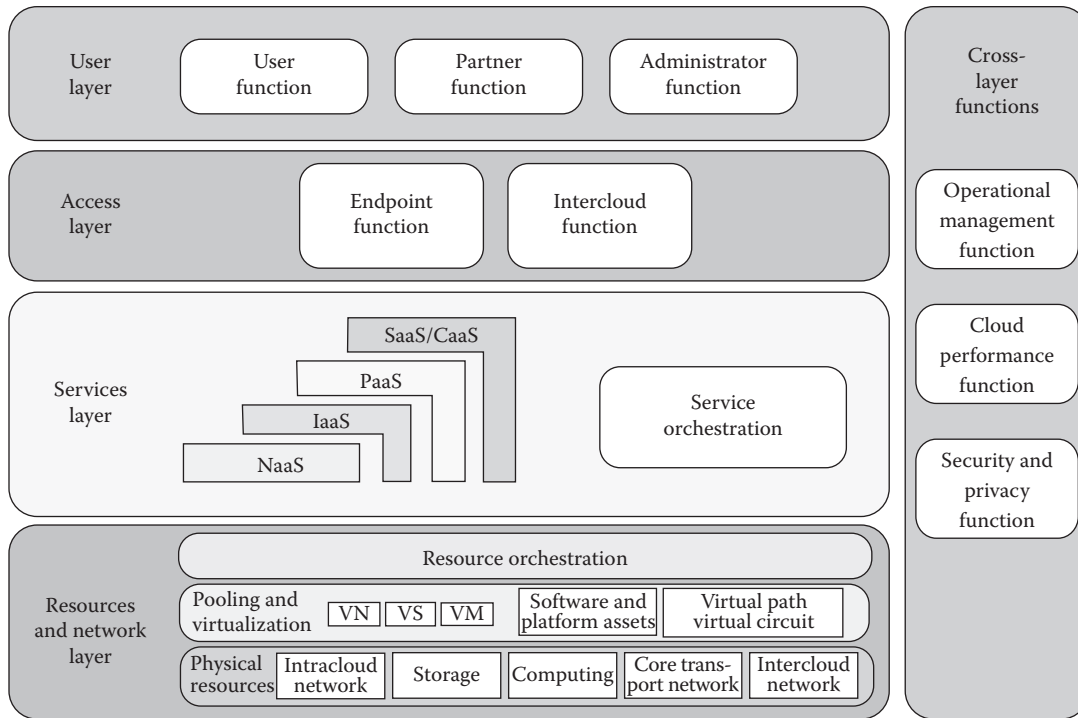 User
layer
User
function
Partner
function
Administrator
function
Cross-
layer
functions
Access
layer
Endpoint
function
Intercloud
function
Operational
management
function
Services
layer
SaaS/CaaS
PaaS
IaaS
NaaS
Service
orchestration
Cloud
performance
function
Security and
privacy
function
Resources
and network
layer
Resource orchestration
Pooling and
virtualization
VN
VS
VM
Software and
platform assets
Virtual path
virtual circuit
Physical
resources
Intracloud
network
Storage
Computing
Core trans-
port network
Intercloud
network